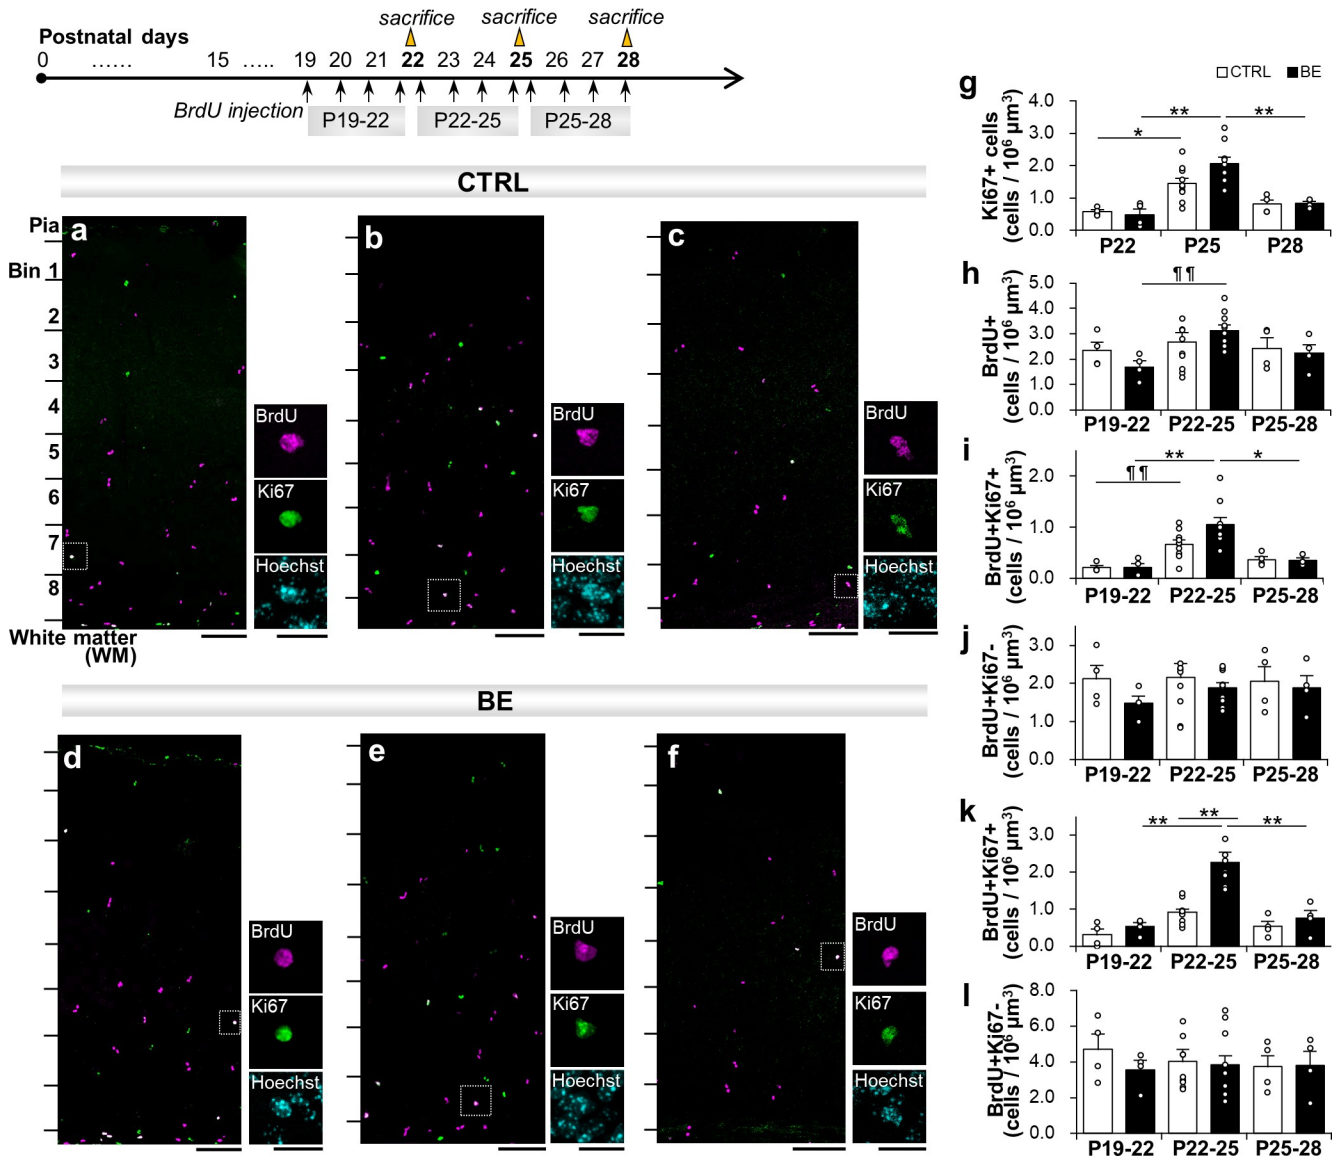 sacrifice sacrifice sacrifice
Postnatal days
0 ...... 15 ..... 19 20 21 22 23 24 25 26 27 28
BrdU injection P19-22 P22-25 P25-28
CTRL
Pia
Bin 1
2
3
4
5
6
7
8
White matter
(WM)
a
BrdU
Ki67
Hoechst
b
BrdU
Ki67
Hoechst
c
BrdU
Ki67
Hoechst
BE
d
BrdU
Ki67
Hoechst
e
BrdU
Ki67
Hoechst
f
BrdU
Ki67
Hoechst
CTRL BE
g
Ki67+ cells
(cells / 10⁶ µm³)
4.0
3.0
2.0
1.0
0.0
* ** **
P22 P25 P28
h
BrdU+
(cells / 10⁶ µm³)
5.0
4.0
3.0
2.0
1.0
0.0
¶ ¶
P19-22 P22-25 P25-28
i
BrdU+Ki67+
(cells / 10⁶ µm³)
2.0
1.0
0.0
¶ ¶ ** *
P19-22 P22-25 P25-28
j
BrdU+Ki67-
(cells / 10⁶ µm³)
3.0
2.0
1.0
0.0
P19-22 P22-25 P25-28
k
BrdU+Ki67+
(cells / 10⁶ µm³)
3.0
2.0
1.0
0.0
** ** **
P19-22 P22-25 P25-28
l
BrdU+Ki67-
(cells / 10⁶ µm³)
8.0
6.0
4.0
2.0
0.0
P19-22 P22-25 P25-28